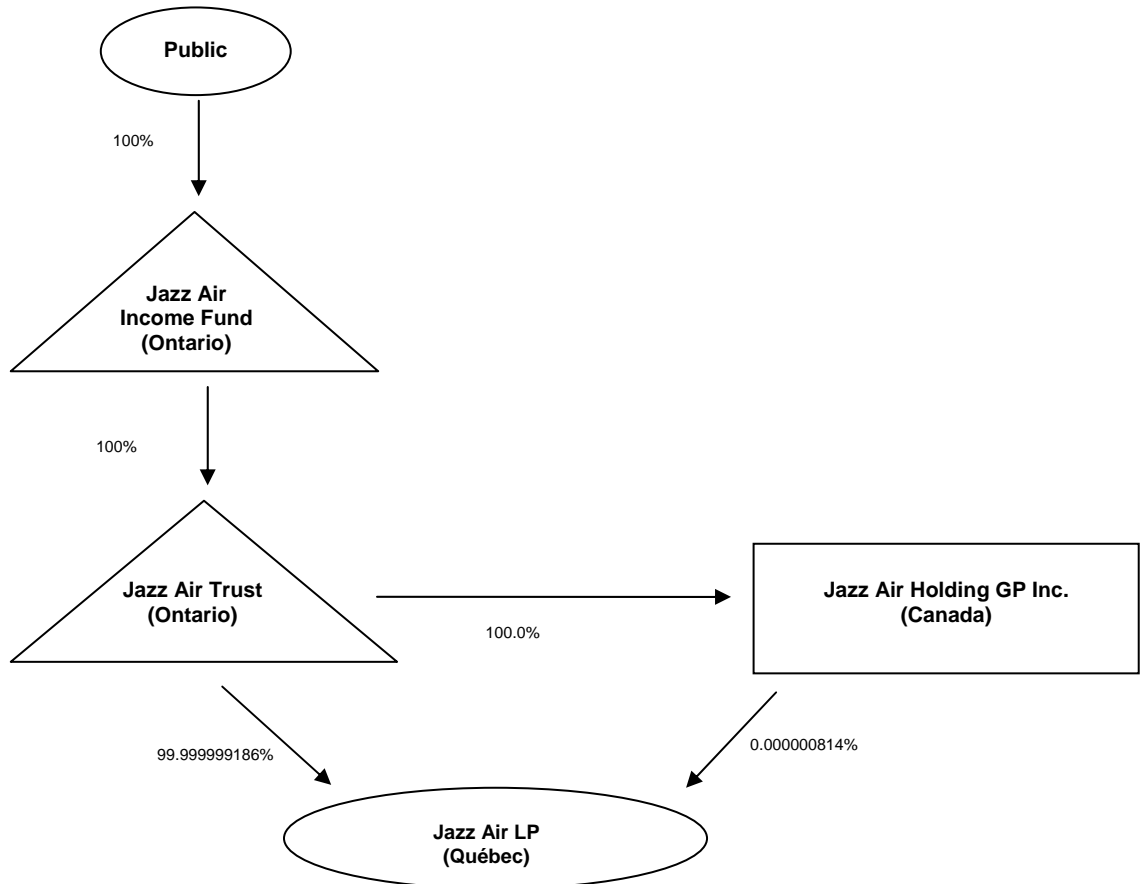 Public
100%
Jazz Air
Income Fund
(Ontario)
100%
Jazz Air Trust
(Ontario)
100.0%
Jazz Air Holding GP Inc.
(Canada)
99.999999186%
0.000000814%
Jazz Air LP
(Québec)